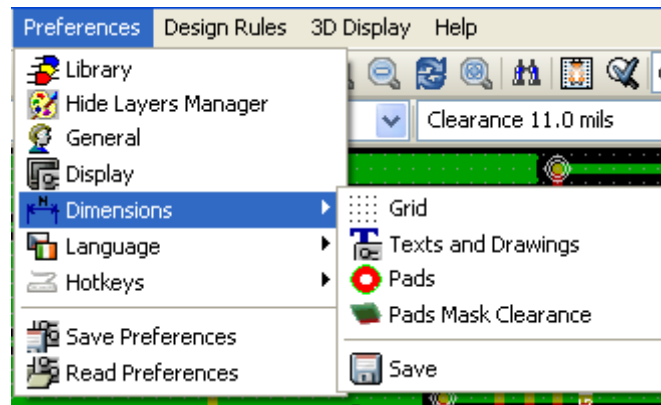 Preferences Design Rules 3D Display Help
Library
Hide Layers Manager
Clearance 11.0 mils
General
Display
Dimensions
Grid
Language
Texts and Drawings
Hotkeys
Pads
Pads Mask Clearance
Save Preferences
Read Preferences
Save